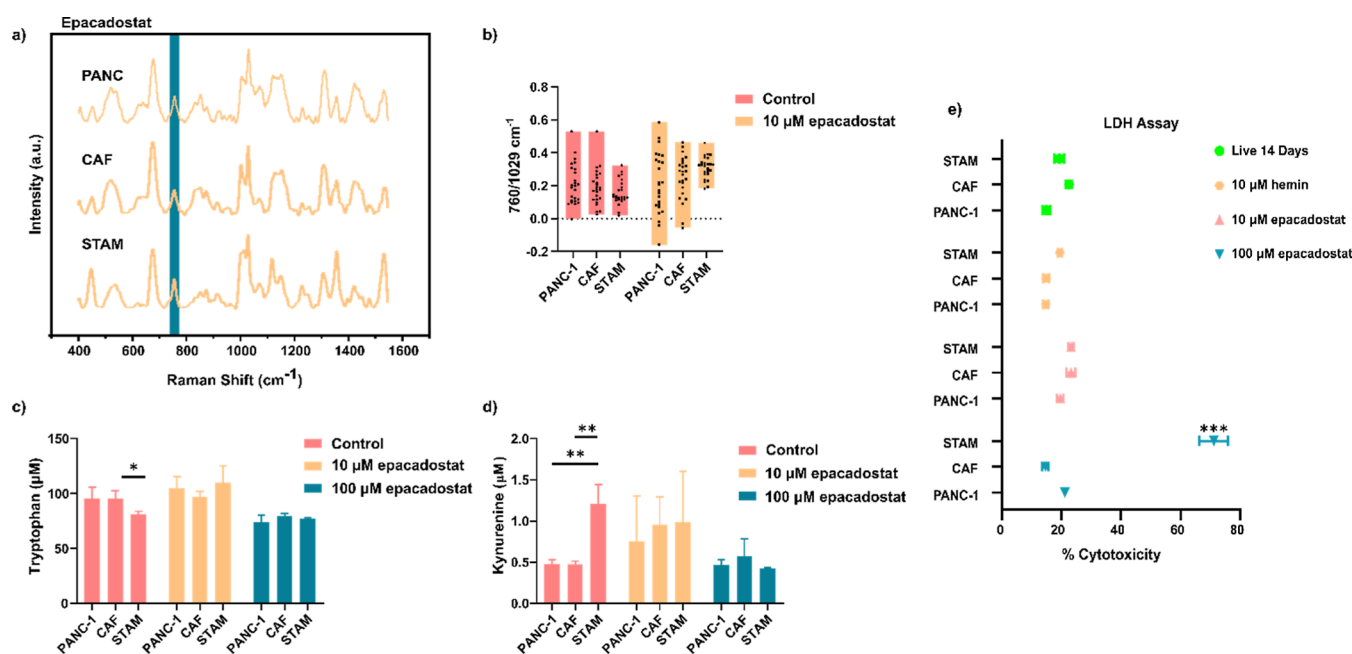 Epacadostat
a)
PANC
CAF
STAM
Intensity (a.u.)
400 600 800 1000 1200 1400 1600
Raman Shift (cm-1)
b)
760/1029 cm-1
0.8
0.6
0.4
0.2
0.0
-0.2
PANC-1 CAF STAM PANC-1 CAF STAM
Control
10 µM epacadostat
c)
Tryptophan (µM)
150
100
50
0
*
PANC-1 CAF STAM PANC-1 CAF STAM PANC-1 CAF STAM
Control
10 µM epacadostat
100 µM epacadostat
d)
Kynurenine (µM)
2.0
1.5
1.0
0.5
0.0
**
**
PANC-1 CAF STAM PANC-1 CAF STAM PANC-1 CAF STAM
Control
10 µM epacadostat
100 µM epacadostat
e)
LDH Assay
STAM
CAF
PANC-1
STAM
CAF
PANC-1
STAM
CAF
PANC-1
STAM
CAF
PANC-1
***
0 20 40 60 80
% Cytotoxicity
Live 14 Days
10 µM hemin
10 µM epacadostat
100 µM epacadostat